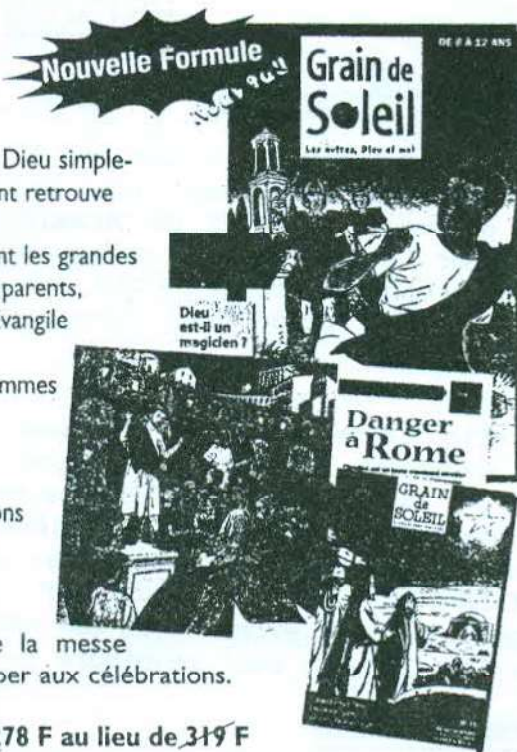 Nouvelle Formule
DE 8 À 12 ANS
Grain de
Soleil
Les autres, Dieu et moi
Dieu simple-
nt retrouve
nt les grandes
parents,
vangile
mmes
ons
e la messe
per aux célébrations.
78 F au lieu de 319 F
Dieu
est-il un
magicien ?
Danger
à Rome
GRAIN
de
SOLEIL